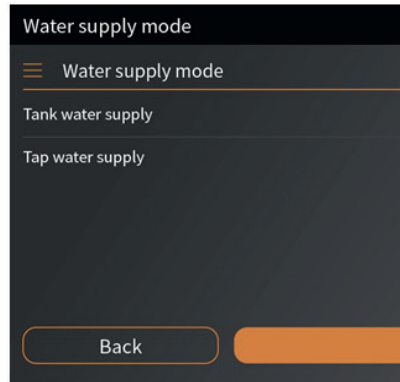 Water supply mode
Water supply mode
Tank water supply
Tap water supply
Back